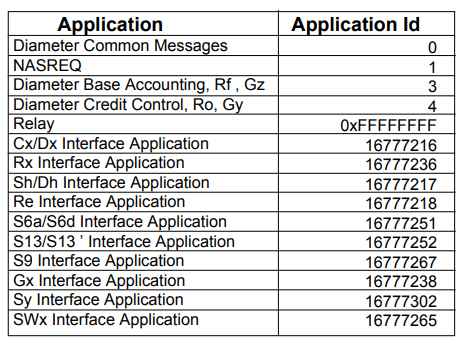 Application Application Id
Diameter Common Messages 0
NASREQ 1
Diameter Base Accounting, Rf , Gz 3
Diameter Credit Control, Ro, Gy 4
Relay 0xFFFFFFFF
Cx/Dx Interface Application 16777216
Rx Interface Application 16777236
Sh/Dh Interface Application 16777217
Re Interface Application 16777218
S6a/S6d Interface Application 16777251
S13/S13 ’ Interface Application 16777252
S9 Interface Application 16777267
Gx Interface Application 16777238
Sy Interface Application 16777302
SWx Interface Application 16777265